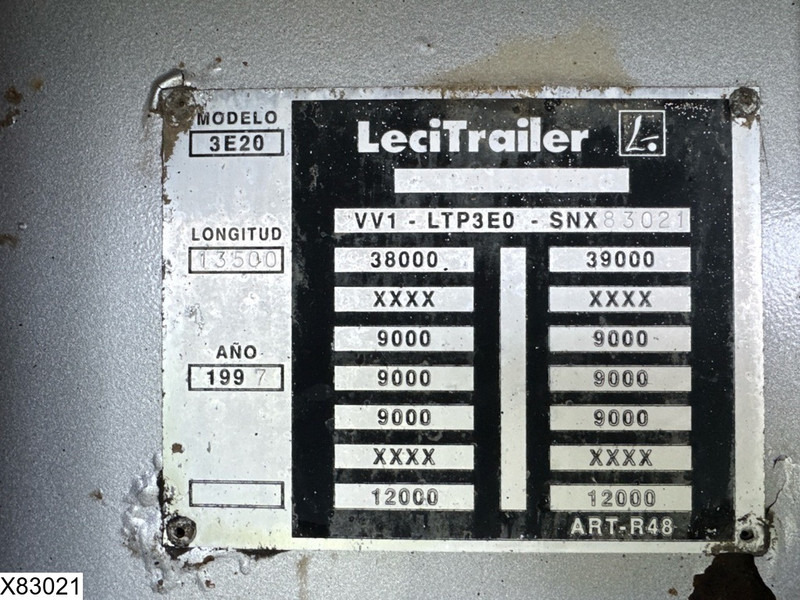 MODELO
3E20
LONGITUD
13500
AÑO
1997
LeciTrailer L.
VV1 - LTP3E0 - SNX83021
38000 39000
XXXX XXXX
9000 9000
9000 9000
9000 9000
XXXX XXXX
12000 12000
ART-R48
X83021